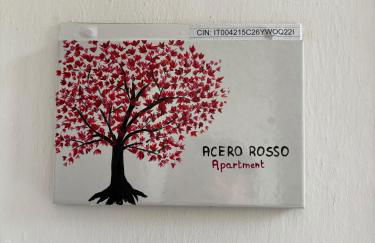 CIN: IT004215C26YWOQ22I
ACERO ROSSO
Apartment